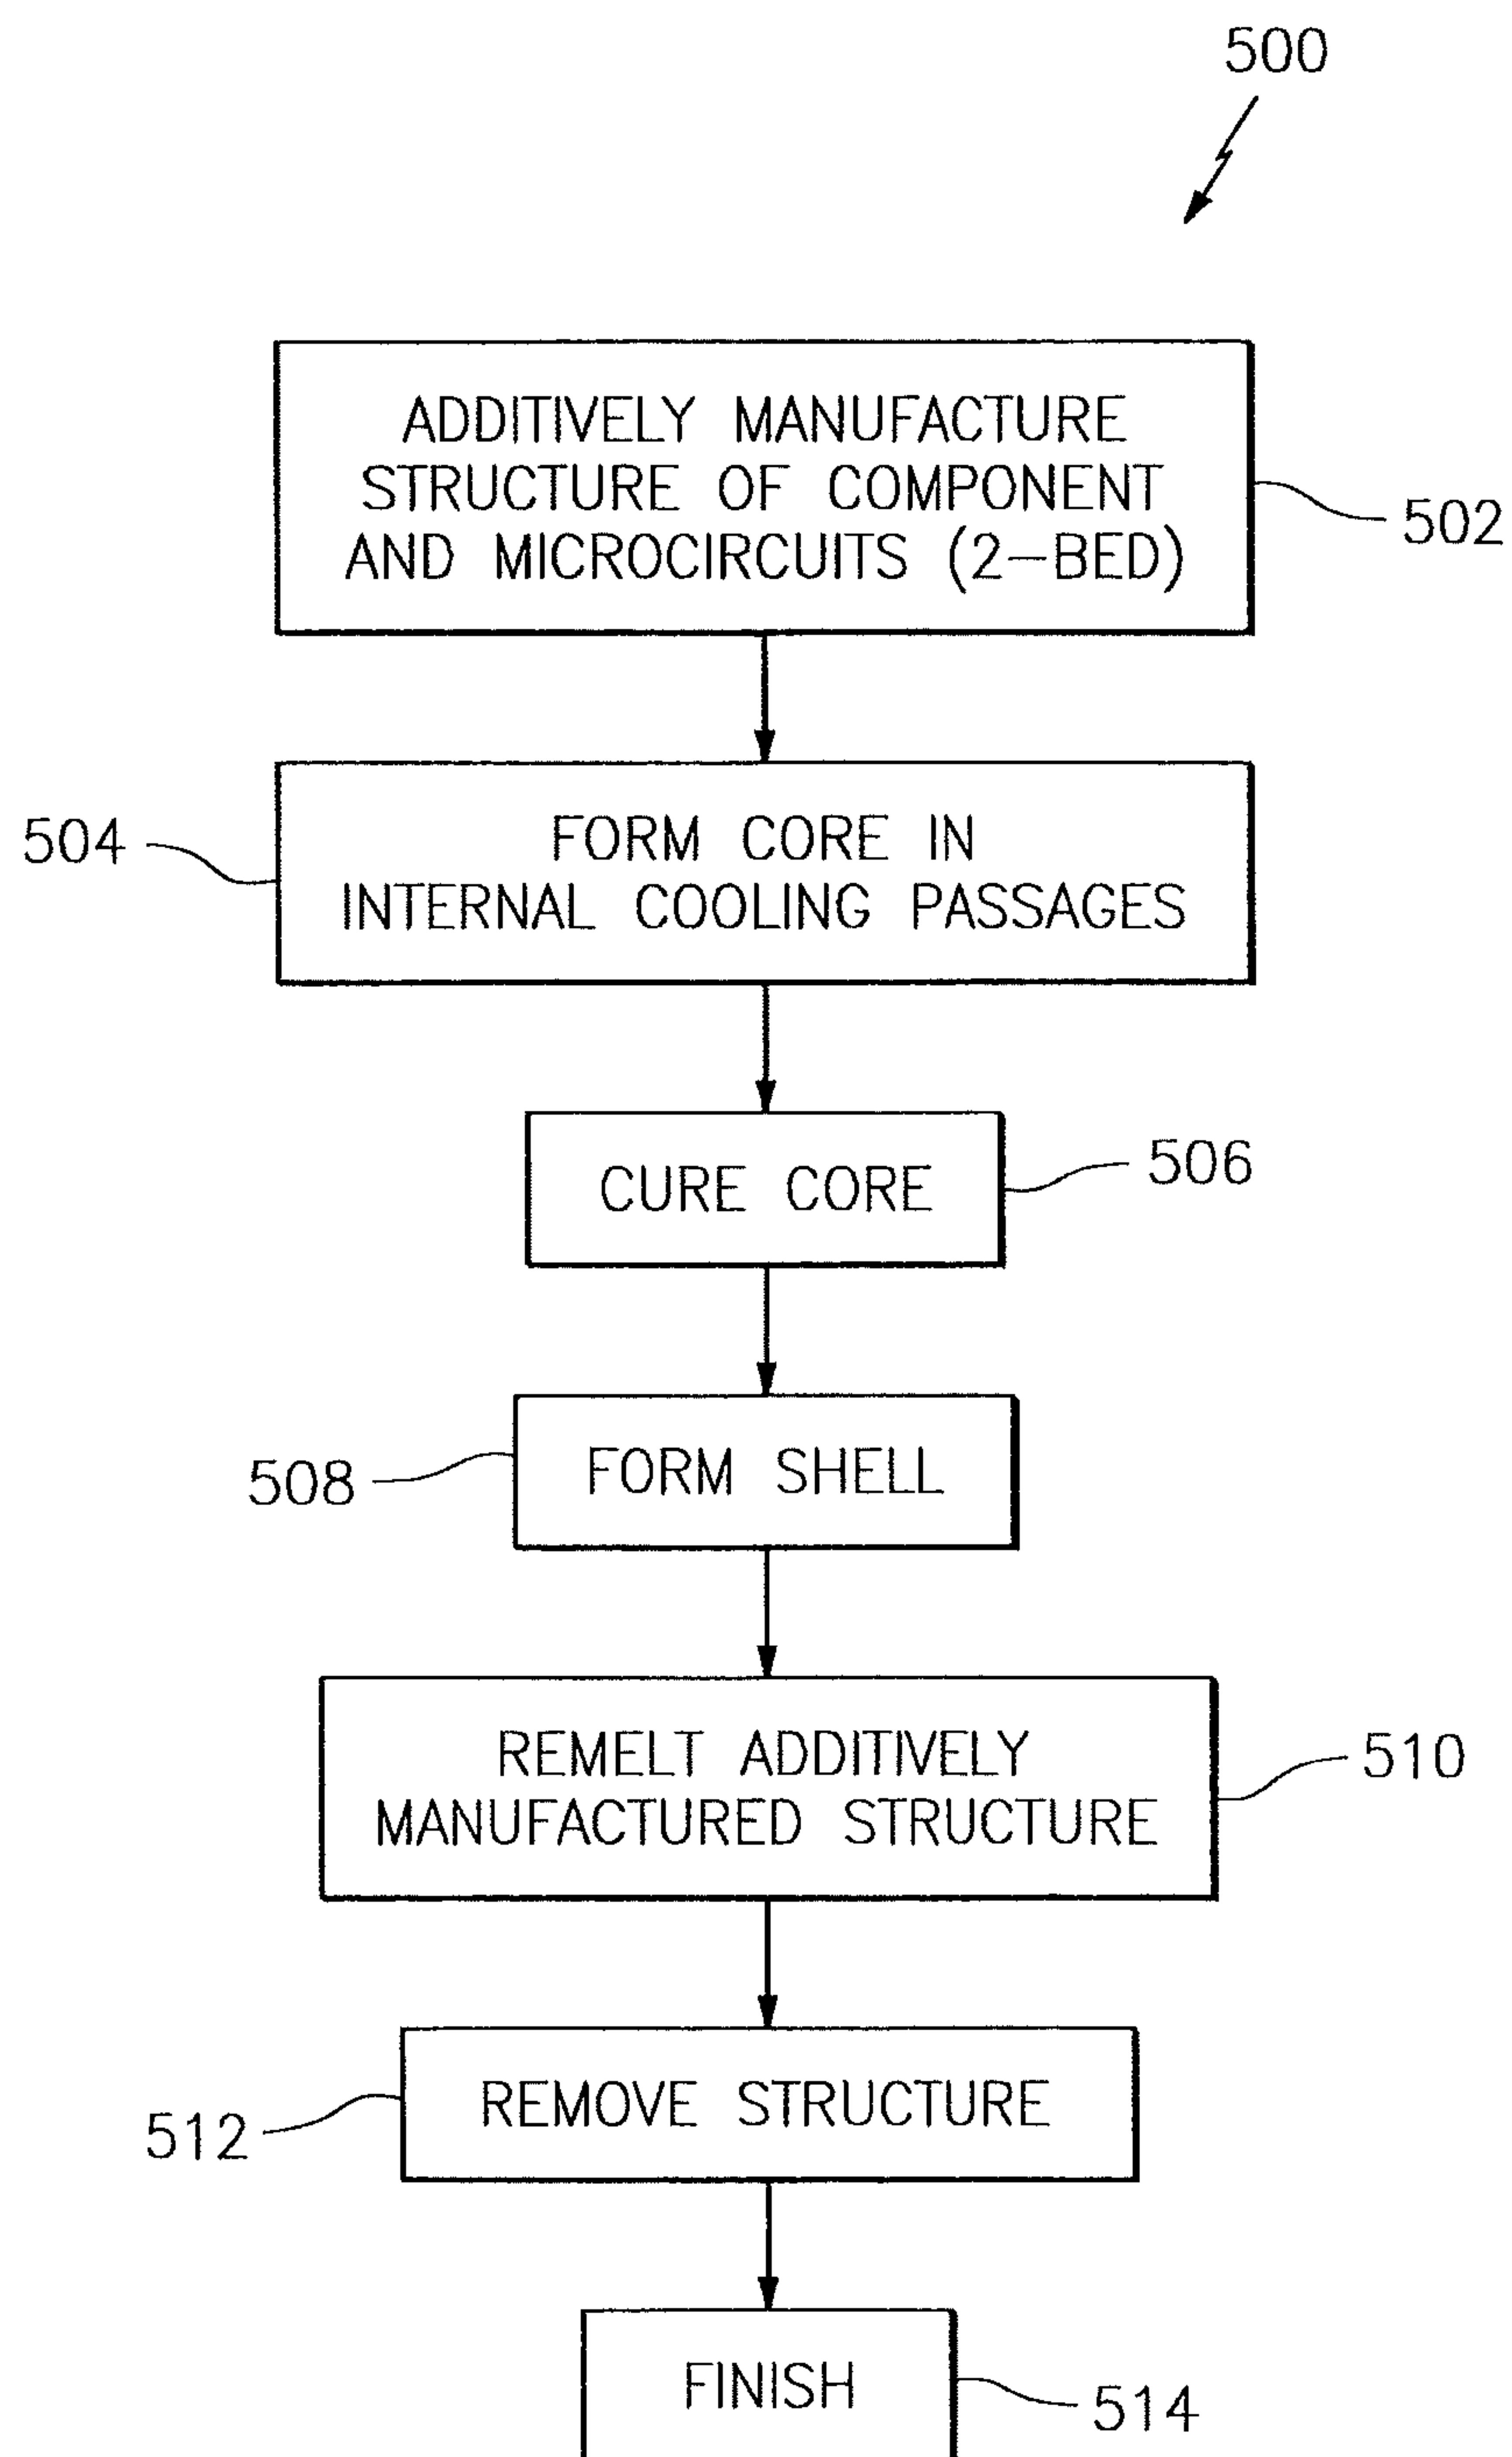 500
ADDITIVELY MANUFACTURE
STRUCTURE OF COMPONENT
AND MICROCIRCUITS (2-BED)
502
FORM CORE IN
INTERNAL COOLING PASSAGES
504
CURE CORE
506
FORM SHELL
508
REMELT ADDITIVELY
MANUFACTURED STRUCTURE
510
REMOVE STRUCTURE
512
FINISH
514